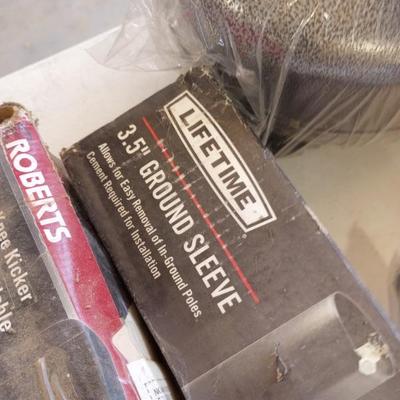 ROBERTS
Knee Kicker
LIFETIME
3.5" GROUND SLEEVE
Allows for Easy Removal of In-Ground Poles
Cement Required for Installation